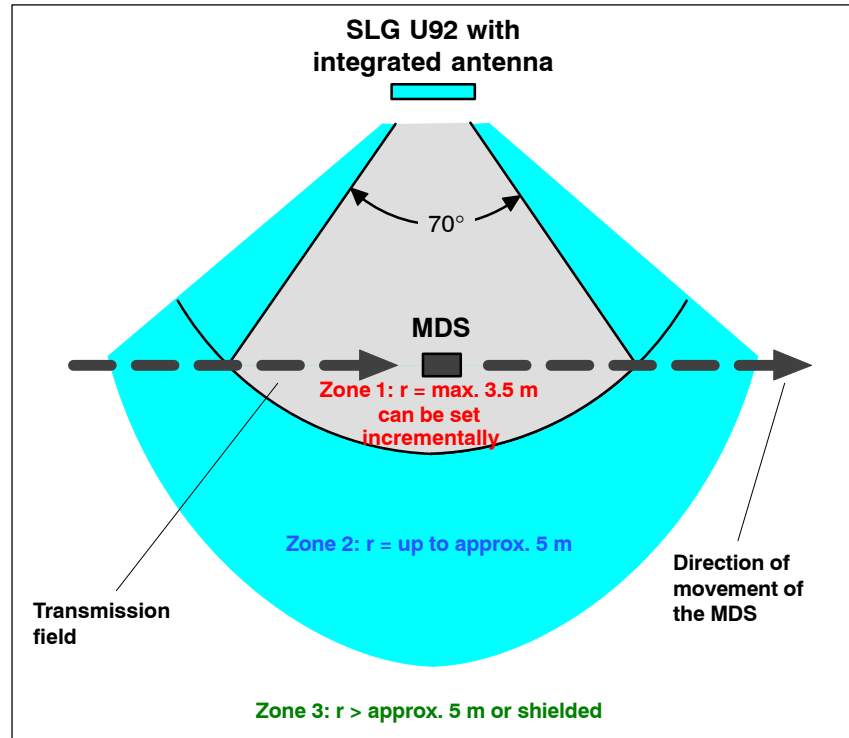 SLG U92 with
integrated antenna
70°
MDS
Zone 1: r = max. 3.5 m
can be set
incrementally
Zone 2: r = up to approx. 5 m
Direction of
movement of
the MDS
Transmission
field
Zone 3: r > approx. 5 m or shielded